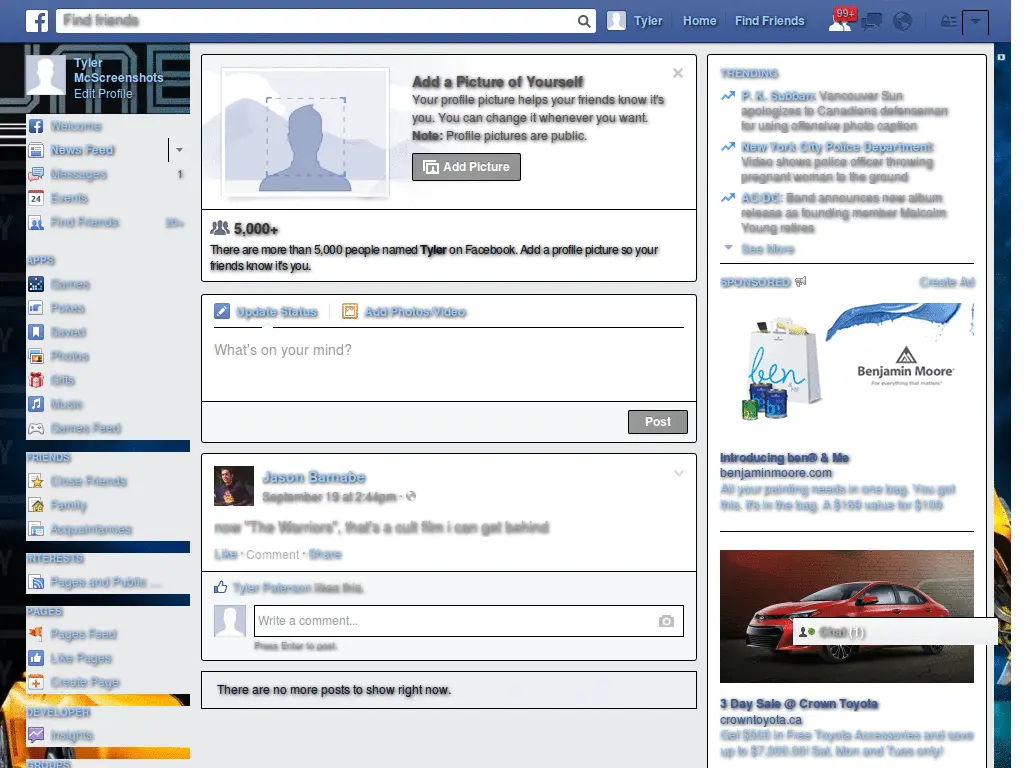 Find friends
Tyler
Home
Find Friends
99+
Tyler
McScreenshots
Edit Profile
Welcome
News Feed
Messages
1
24
Events
Find Friends
20+
APPS
Games
Pokes
Saved
Photos
Gifts
Music
Games Feed
FRIENDS
Close Friends
Family
Acquaintances
INTERESTS
Pages and Public ...
PAGES
Pages Feed
Like Pages
Create Page
DEVELOPER
Insights
GROUPS
Add a Picture of Yourself
Your profile picture helps your friends know it's
you. You can change it whenever you want.
Note: Profile pictures are public.
Add Picture
5,000+
There are more than 5,000 people named Tyler on Facebook. Add a profile picture so your
friends know it's you.
Update Status
Add Photos/Video
What's on your mind?
Post
Jason Barnabe
September 19 at 2:44pm ·
now "The Warriors", that's a cult film i can get behind
Like · Comment · Share
Tyler Paterson likes this.
Write a comment...
Press Enter to post.
There are no more posts to show right now.
TRENDING
P. K. Subban: Vancouver Sun
apologizes to Canadiens defenseman
for using offensive photo caption
New York City Police Department:
Video shows police officer throwing
pregnant woman to the ground
AC/DC: Band announces new album
release as founding member Malcolm
Young retires
See More
SPONSORED
Create Ad
ben
Benjamin Moore
For everything that matters
Introducing ben® & Me
benjaminmoore.com
All your painting needs in one bag. You got
this. It's in the bag. A $169 value for $109
Chat (1)
3 Day Sale @ Crown Toyota
crowntoyota.ca
Get $500 in Free Toyota Accessories and save
up to $7,000.00! Sat, Mon and Tues only!